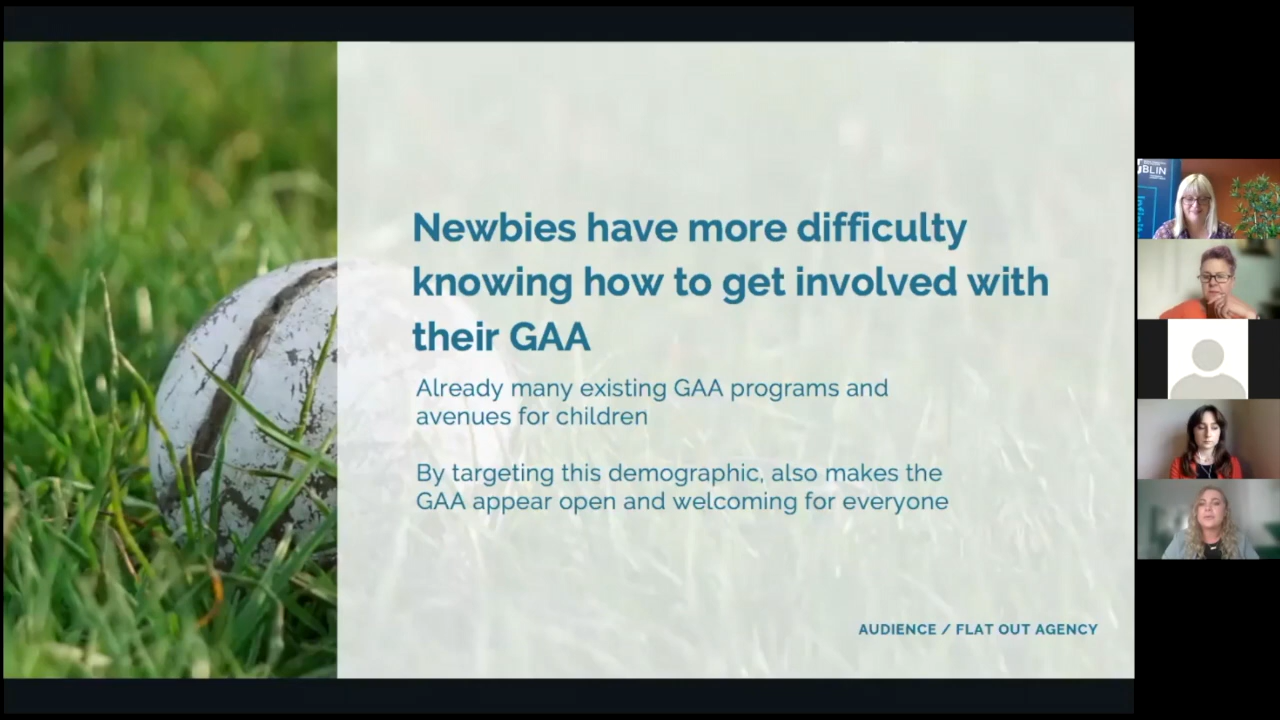 Newbies have more difficulty
knowing how to get involved with
their GAA
Already many existing GAA programs and
avenues for children
By targeting this demographic, also makes the
GAA appear open and welcoming for everyone
AUDIENCE / FLAT OUT AGENCY
BLIN